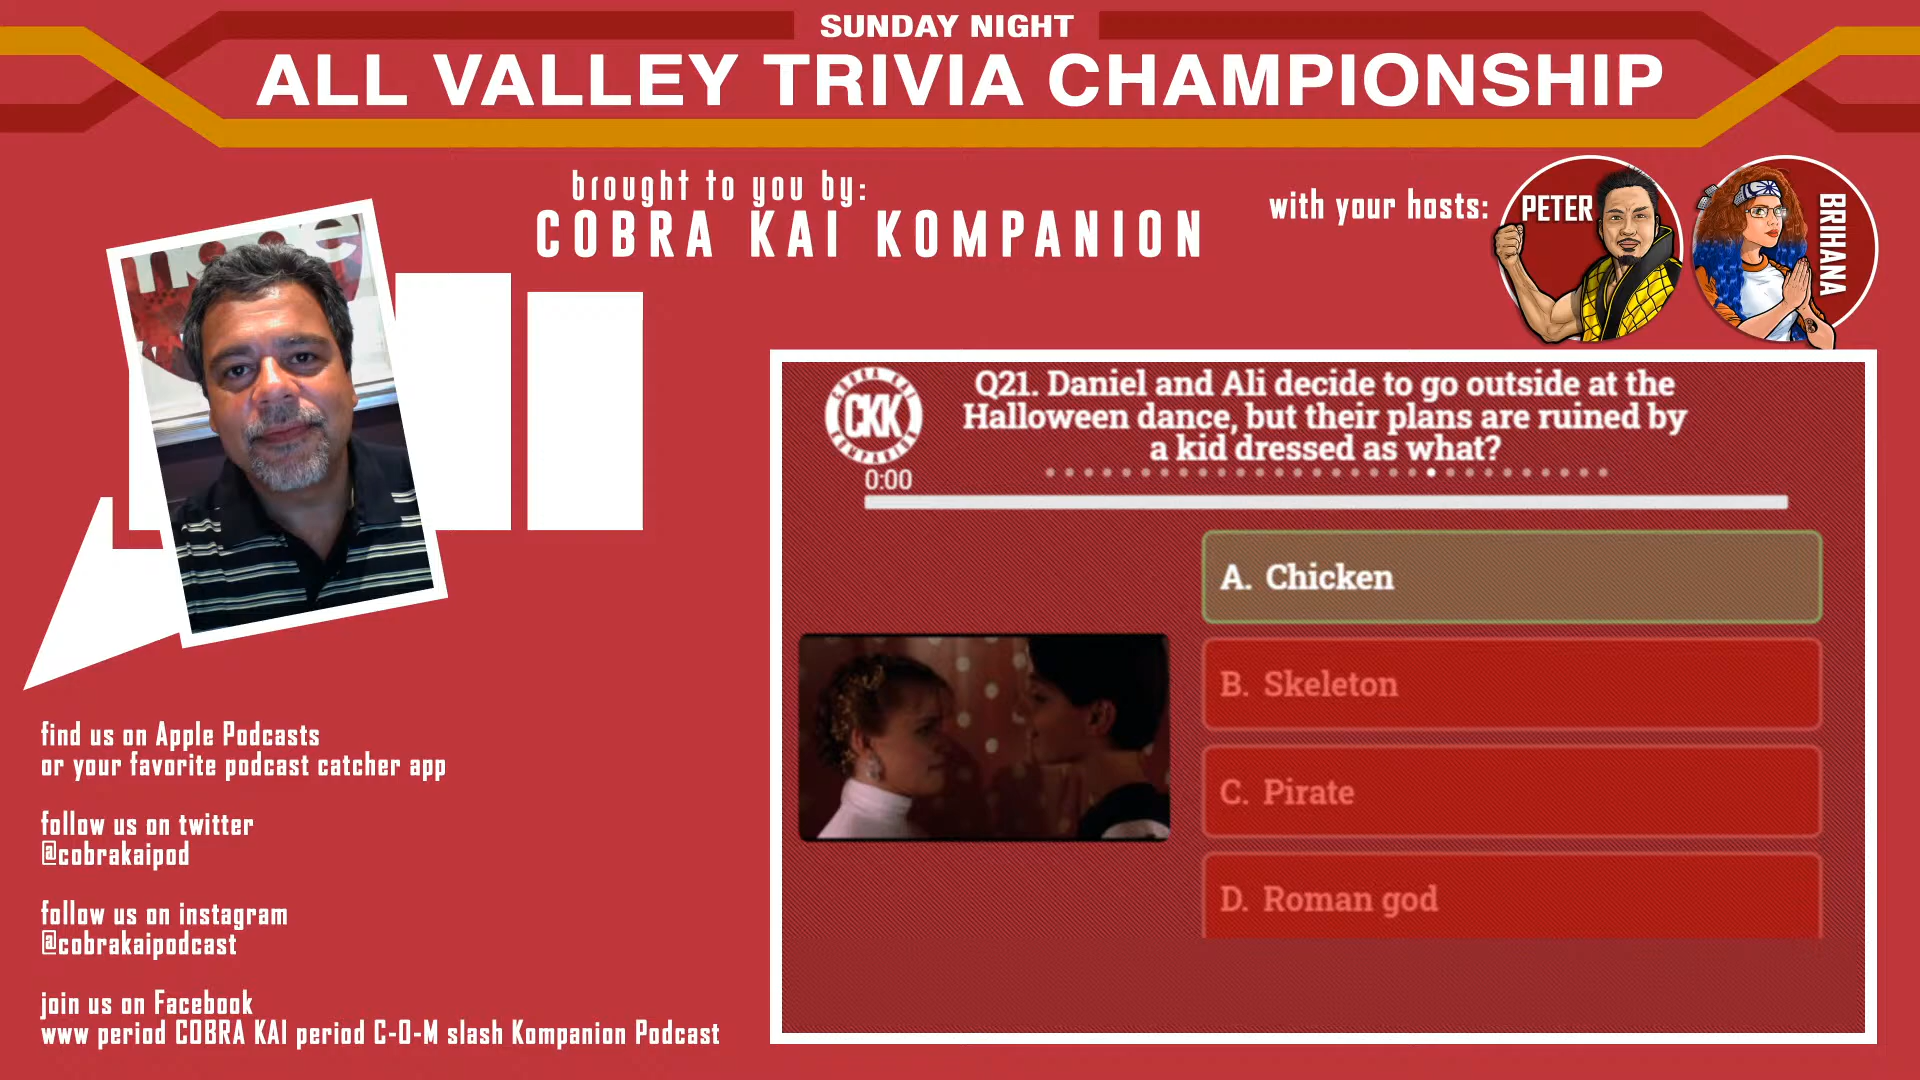 SUNDAY NIGHT
ALL VALLEY TRIVIA CHAMPIONSHIP
brought to you by:
COBRA KAI KOMPANION
with your hosts:
PETER
BRIHANA
COBRA KAI
CKK
KOMPANION
0:00
Q21. Daniel and Ali decide to go outside at the
Halloween dance, but their plans are ruined by
a kid dressed as what?
A. Chicken
B. Skeleton
C. Pirate
D. Roman god
find us on Apple Podcasts
or your favorite podcast catcher app
follow us on twitter
@cobrakaipod
follow us on instagram
@cobrakaipodcast
join us on Facebook
www period COBRA KAI period C-O-M slash Kompanion Podcast